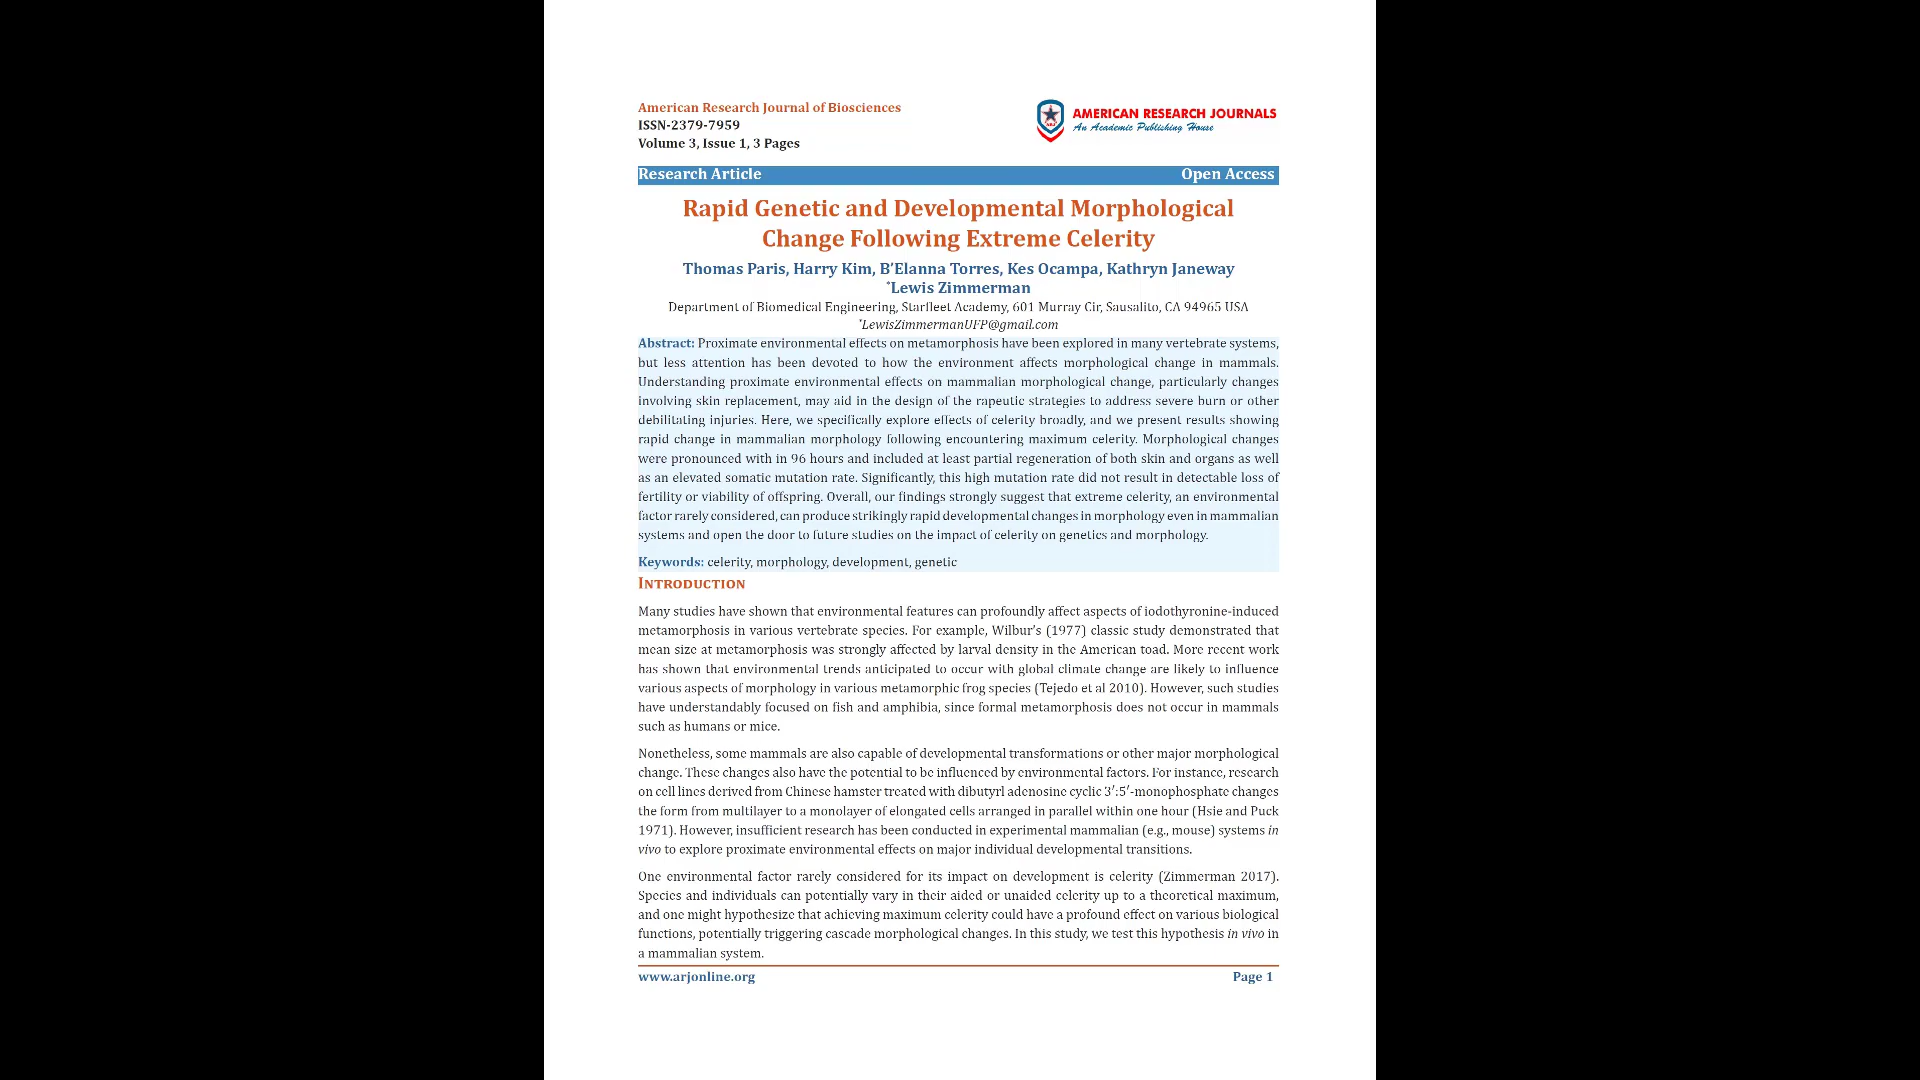 American Research Journal of Biosciences
ISSN-2379-7959
Volume 3, Issue 1, 3 Pages
AMERICAN RESEARCH JOURNALS
An Academic Publishing House
Research Article Open Access
Rapid Genetic and Developmental Morphological
Change Following Extreme Celerity
Thomas Paris, Harry Kim, B’Elanna Torres, Kes Ocampa, Kathryn Janeway
*Lewis Zimmerman
Department of Biomedical Engineering, Starfleet Academy, 601 Murray Cir, Sausalito, CA 94965 USA
*LewisZimmermanUFP@gmail.com
Abstract: Proximate environmental effects on metamorphosis have been explored in many vertebrate systems,
but less attention has been devoted to how the environment affects morphological change in mammals.
Understanding proximate environmental effects on mammalian morphological change, particularly changes
involving skin replacement, may aid in the design of the rapeutic strategies to address severe burn or other
debilitating injuries. Here, we specifically explore effects of celerity broadly, and we present results showing
rapid change in mammalian morphology following encountering maximum celerity. Morphological changes
were pronounced with in 96 hours and included at least partial regeneration of both skin and organs as well
as an elevated somatic mutation rate. Significantly, this high mutation rate did not result in detectable loss of
fertility or viability of offspring. Overall, our findings strongly suggest that extreme celerity, an environmental
factor rarely considered, can produce strikingly rapid developmental changes in morphology even in mammalian
systems and open the door to future studies on the impact of celerity on genetics and morphology.
Keywords: celerity, morphology, development, genetic
INTRODUCTION
Many studies have shown that environmental features can profoundly affect aspects of iodothyronine-induced
metamorphosis in various vertebrate species. For example, Wilbur’s (1977) classic study demonstrated that
mean size at metamorphosis was strongly affected by larval density in the American toad. More recent work
has shown that environmental trends anticipated to occur with global climate change are likely to influence
various aspects of morphology in various metamorphic frog species (Tejedo et al 2010). However, such studies
have understandably focused on fish and amphibia, since formal metamorphosis does not occur in mammals
such as humans or mice.
Nonetheless, some mammals are also capable of developmental transformations or other major morphological
change. These changes also have the potential to be influenced by environmental factors. For instance, research
on cell lines derived from Chinese hamster treated with dibutyrl adenosine cyclic 3′:5′-monophosphate changes
the form from multilayer to a monolayer of elongated cells arranged in parallel within one hour (Hsie and Puck
1971). However, insufficient research has been conducted in experimental mammalian (e.g., mouse) systems in
vivo to explore proximate environmental effects on major individual developmental transitions.
One environmental factor rarely considered for its impact on development is celerity (Zimmerman 2017).
Species and individuals can potentially vary in their aided or unaided celerity up to a theoretical maximum,
and one might hypothesize that achieving maximum celerity could have a profound effect on various biological
functions, potentially triggering cascade morphological changes. In this study, we test this hypothesis in vivo in
a mammalian system.
www.arjonline.org Page 1